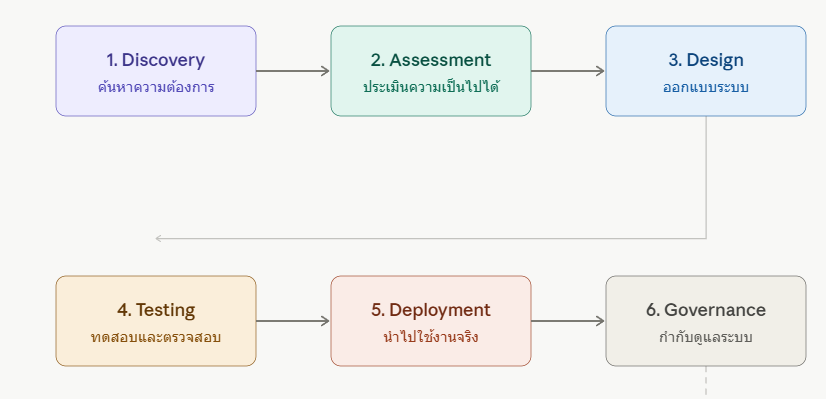 1. Discovery
ค้นหาความต้องการ
2. Assessment
ประเมินความเป็นไปได้
3. Design
ออกแบบระบบ
4. Testing
ทดสอบและตรวจสอบ
5. Deployment
นำไปใช้งานจริง
6. Governance
กำกับดูแลระบบ